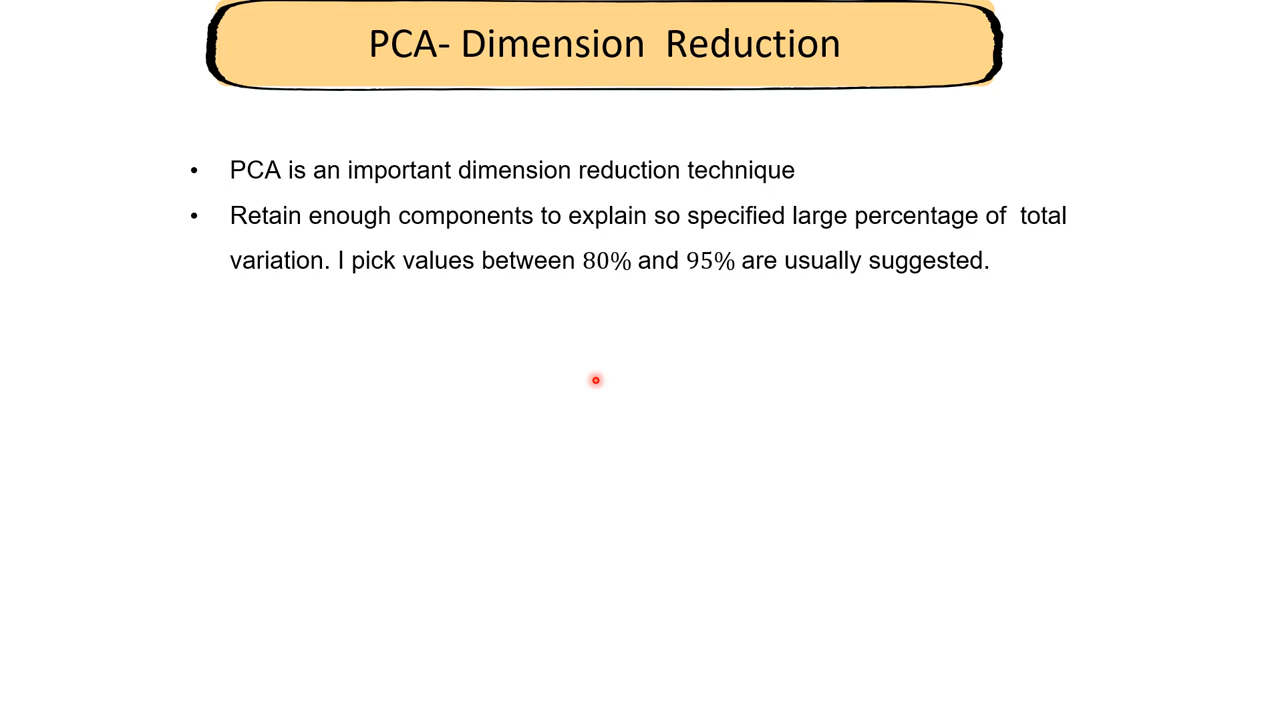 PCA- Dimension  Reduction
• PCA is an important dimension reduction technique
• Retain enough components to explain so specified large percentage of  total
variation. I pick values between 80% and 95% are usually suggested.